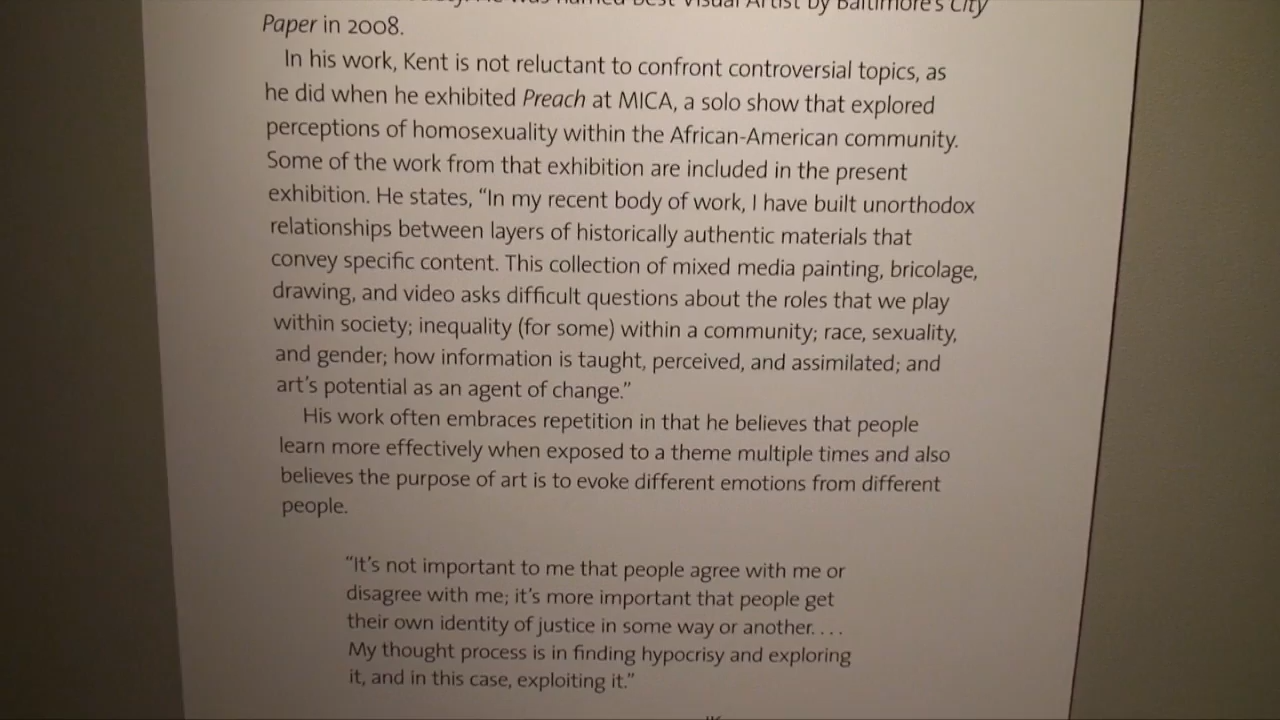 was named Best Visual Artist by Baltimore's City
Paper in 2008.
In his work, Kent is not reluctant to confront controversial topics, as
he did when he exhibited Preach at MICA, a solo show that explored
perceptions of homosexuality within the African-American community.
Some of the work from that exhibition are included in the present
exhibition. He states, “In my recent body of work, I have built unorthodox
relationships between layers of historically authentic materials that
convey specific content. This collection of mixed media painting, bricolage,
drawing, and video asks difficult questions about the roles that we play
within society; inequality (for some) within a community; race, sexuality,
and gender; how information is taught, perceived, and assimilated; and
art's potential as an agent of change.”
His work often embraces repetition in that he believes that people
learn more effectively when exposed to a theme multiple times and also
believes the purpose of art is to evoke different emotions from different
people.
“It's not important to me that people agree with me or
disagree with me; it's more important that people get
their own identity of justice in some way or another. . . .
My thought process is in finding hypocrisy and exploring
it, and in this case, exploiting it.”